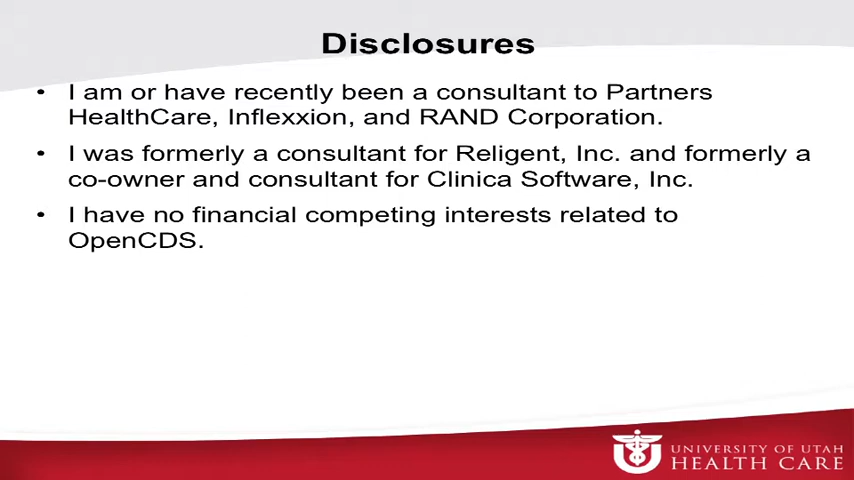 Disclosures
• I am or have recently been a consultant to Partners
HealthCare, Inflexxion, and RAND Corporation.
• I was formerly a consultant for Religent, Inc. and formerly a
co-owner and consultant for Clinica Software, Inc.
• I have no financial competing interests related to
OpenCDS.
UNIVERSITY OF UTAH
HEALTH CARE